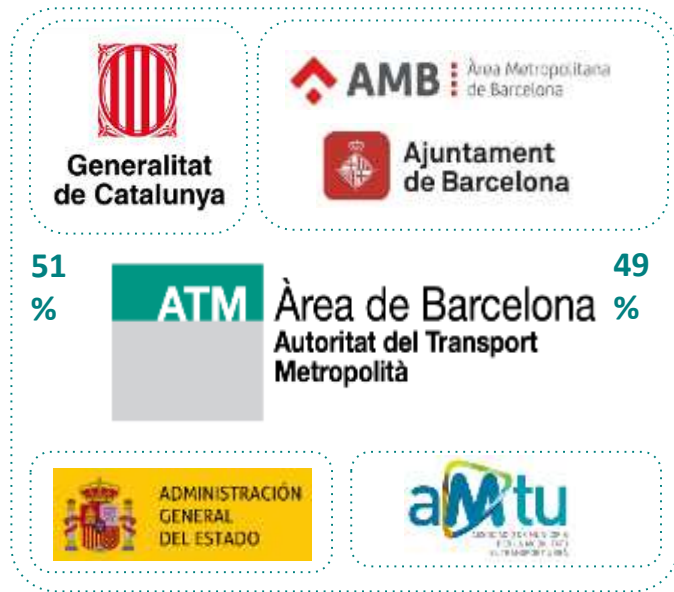 Generalitat
de Catalunya
AMB
Àrea Metropolitana
de Barcelona
Ajuntament
de Barcelona
51
%
49
%
ATM
Àrea de Barcelona
Autoritat del Transport
Metropolità
ADMINISTRACIÓN
GENERAL
DEL ESTADO
aMtu